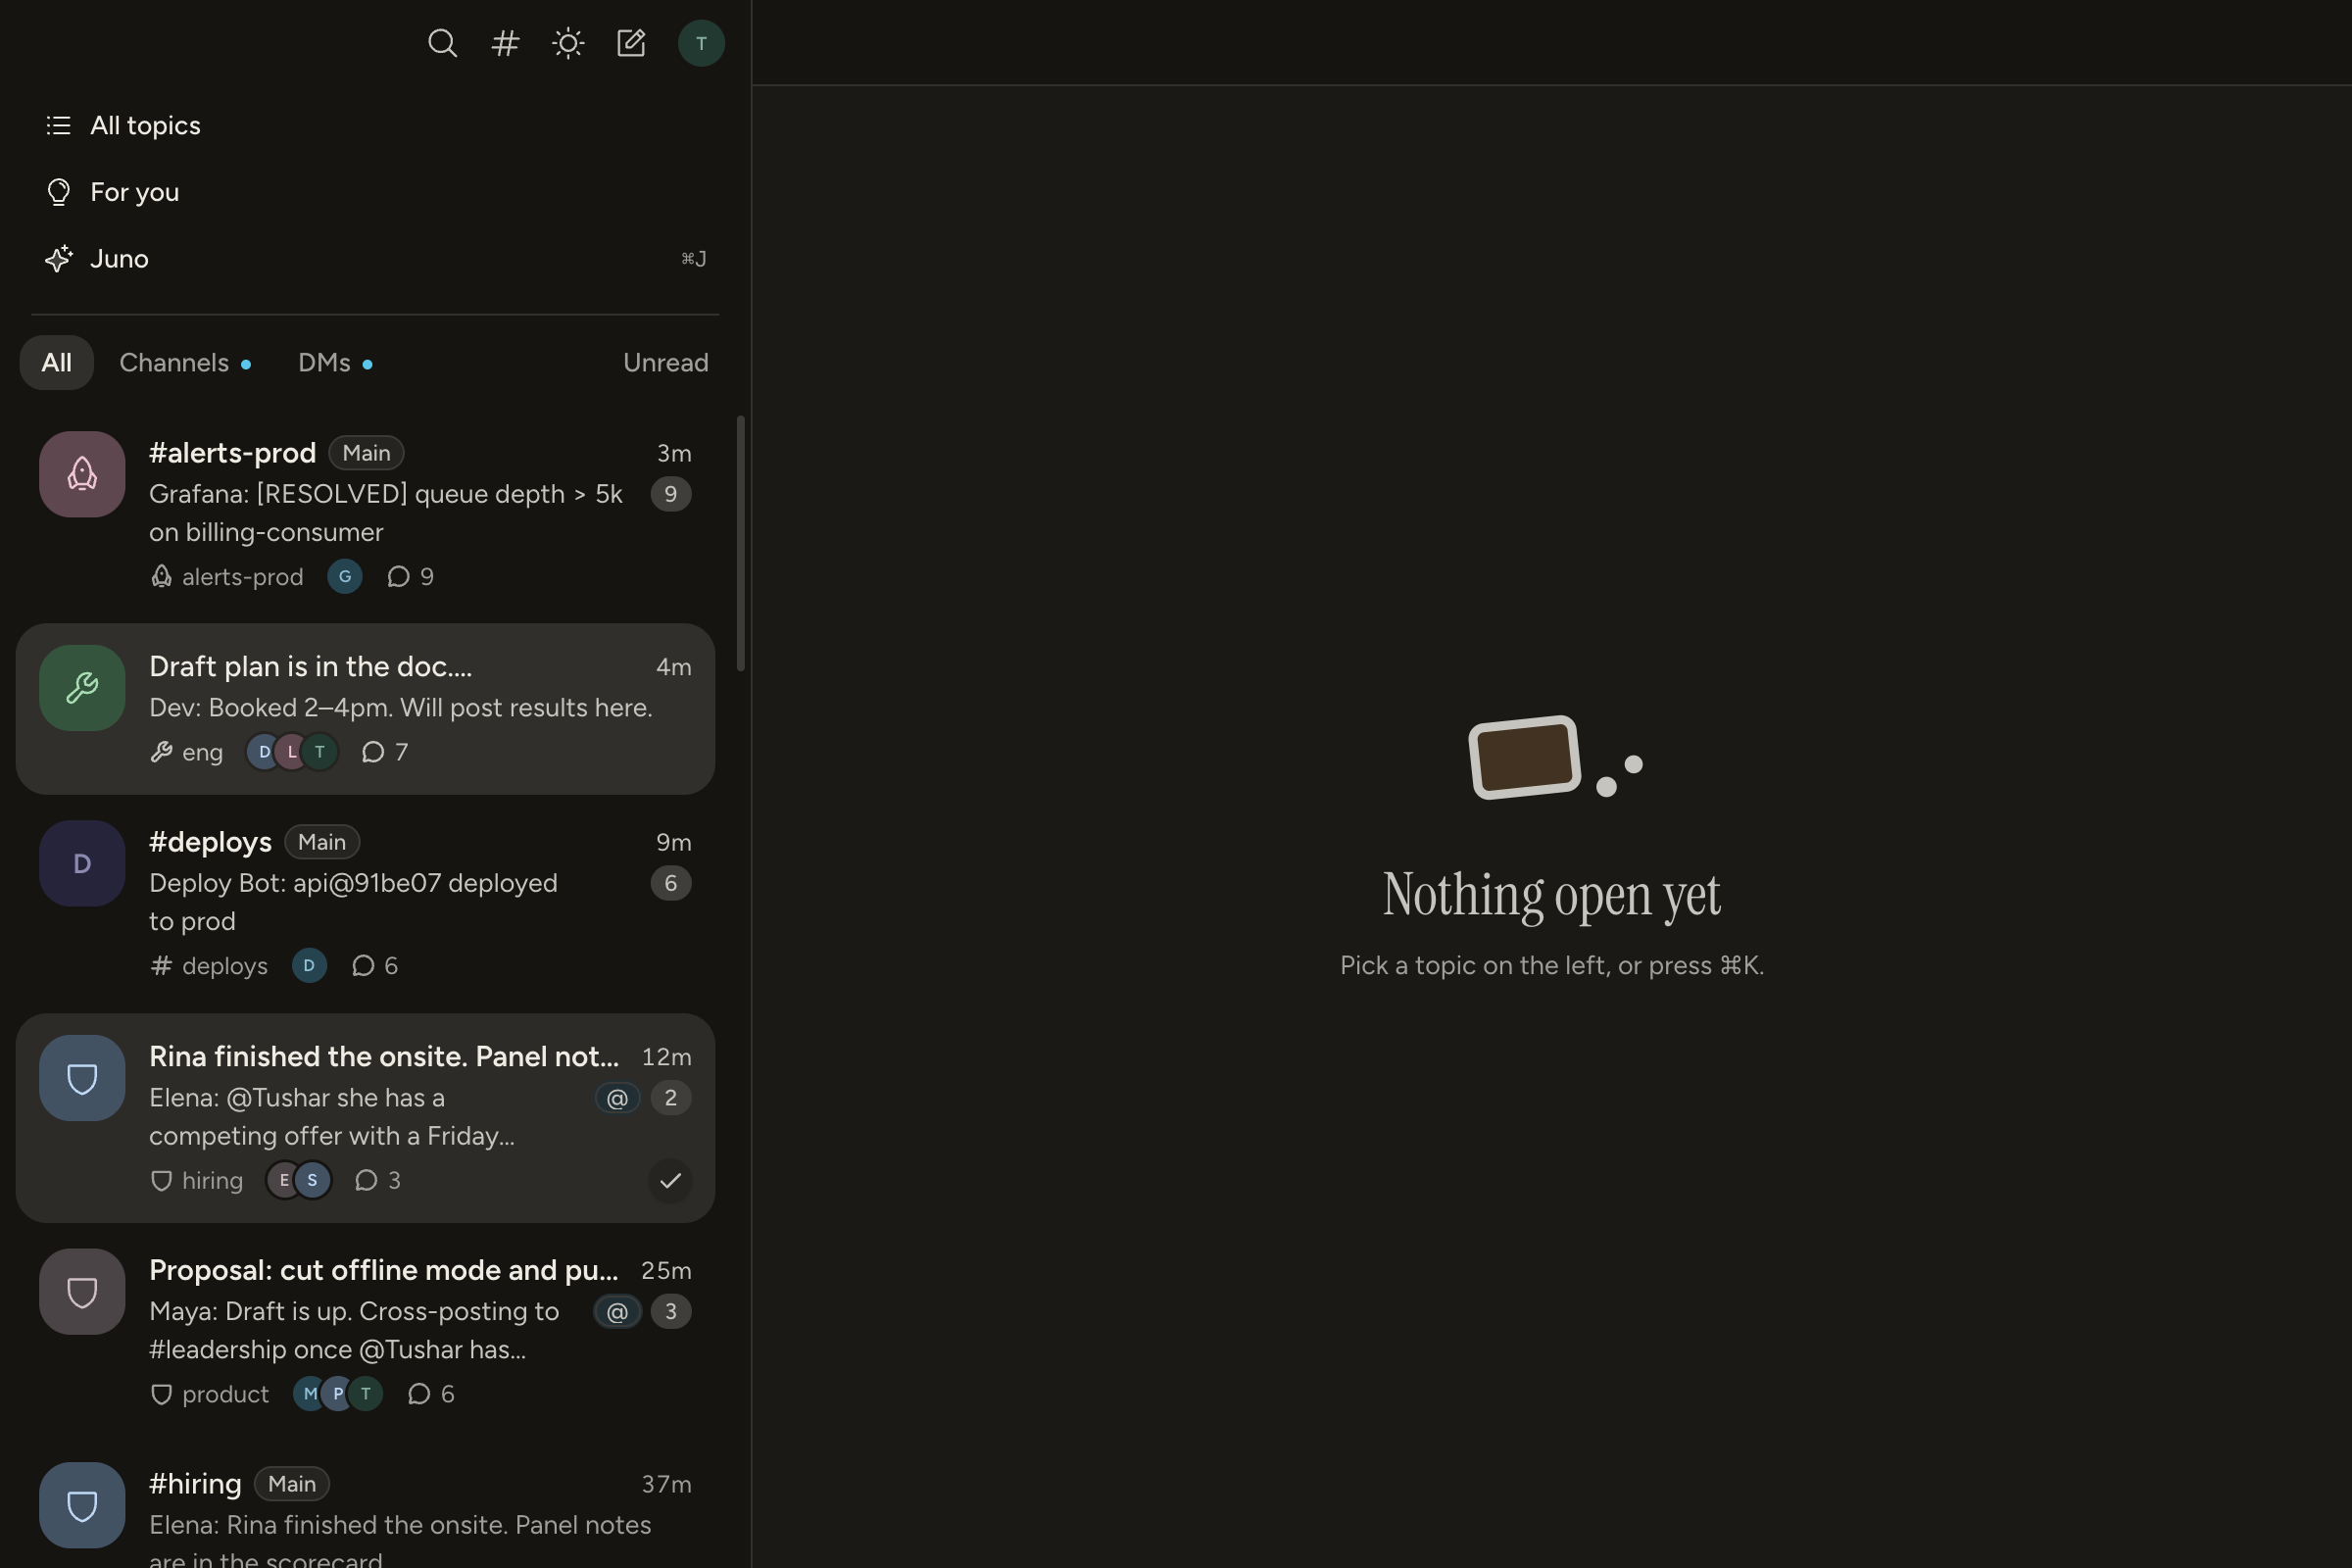 T
All topics
For you
Juno ⌘J
All Channels DMs Unread
#alerts-prod Main 3m
Grafana: [RESOLVED] queue depth > 5k 9
on billing-consumer
alerts-prod G 9
Draft plan is in the doc.... 4m
Dev: Booked 2–4pm. Will post results here.
eng D L T 7
D
#deploys Main 9m
Deploy Bot: api@91be07 deployed 6
to prod
# deploys D 6
Rina finished the onsite. Panel not... 12m
Elena: @Tushar she has a @ 2
competing offer with a Friday...
hiring E S 3
Proposal: cut offline mode and pu... 25m
Maya: Draft is up. Cross-posting to @ 3
#leadership once @Tushar has...
product M P T 6
#hiring Main 37m
Elena: Rina finished the onsite. Panel notes
are in the scorecard
Nothing open yet
Pick a topic on the left, or press ⌘K.